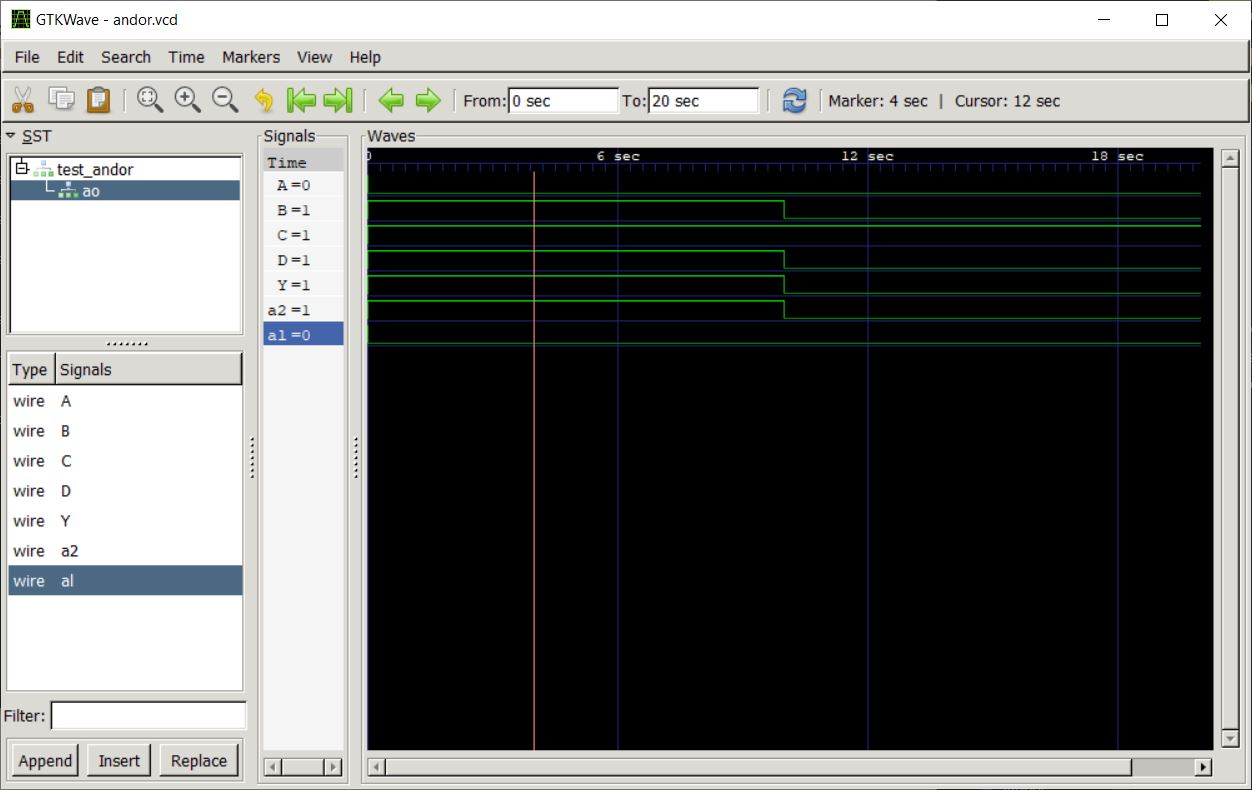 GTKWave - andor.vcd
File Edit Search Time Markers View Help
From: 0 sec To: 20 sec Marker: 4 sec | Cursor: 12 sec
SST
test_andor
ao
Type Signals
wire A
wire B
wire C
wire D
wire Y
wire a2
wire al
Filter:
Append Insert Replace
Signals
Time
A =0
B =1
C =1
D =1
Y =1
a2 =1
al =0
Waves
0 6 sec 12 sec 18 sec